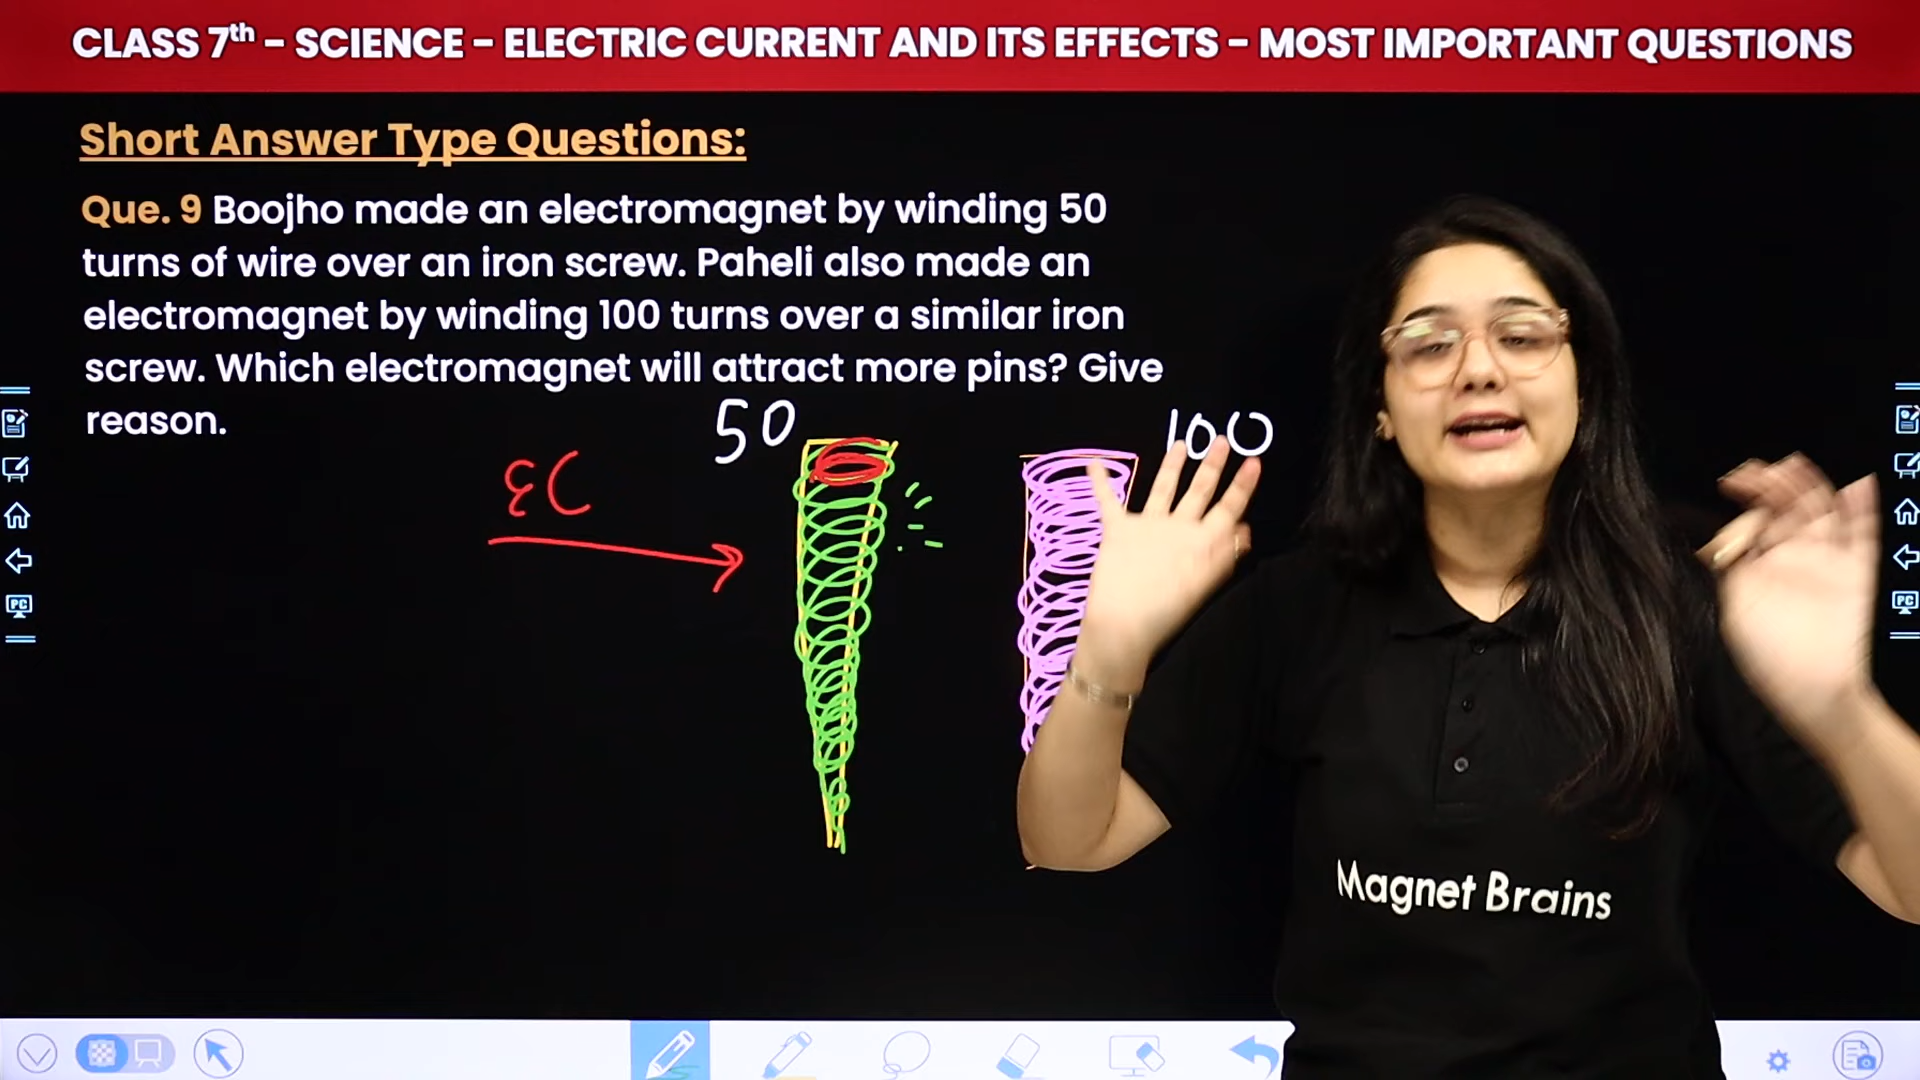 CLASS 7th - SCIENCE - ELECTRIC CURRENT AND ITS EFFECTS - MOST IMPORTANT QUESTIONS
Short Answer Type Questions:
Que. 9 Boojho made an electromagnet by winding 50
turns of wire over an iron screw. Paheli also made an
electromagnet by winding 100 turns over a similar iron
screw. Which electromagnet will attract more pins? Give
reason.
50
100
EC
PC
PC
Magnet Brains